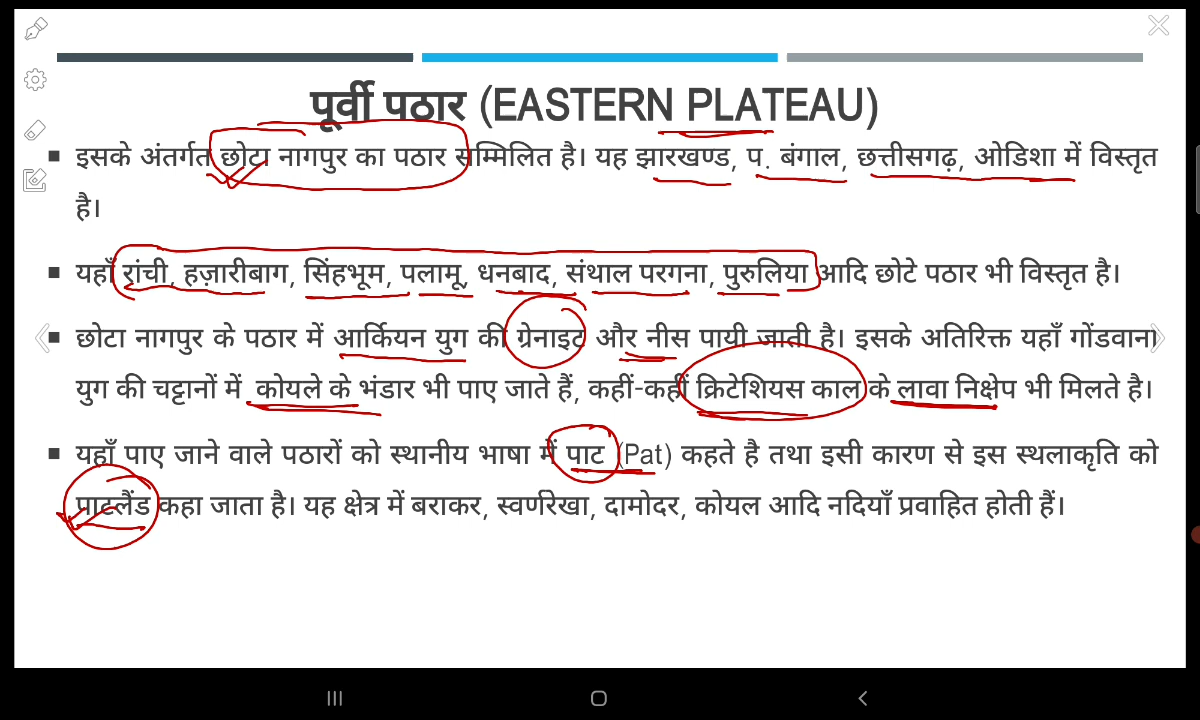 पूर्वी पठार (EASTERN PLATEAU)
▪ इसके अंतर्गत छोटा नागपुर का पठार सम्मिलित है। यह झारखण्ड, प. बंगाल, छत्तीसगढ़, ओडिशा में विस्तृत
है।
▪ यहाँ रांची, हज़ारीबाग, सिंहभूम, पलामू, धनबाद, संथाल परगना, पुरुलिया आदि छोटे पठार भी विस्तृत है।
▪ छोटा नागपुर के पठार में आर्कियन युग की ग्रेनाइट और नीस पायी जाती है। इसके अतिरिक्त यहाँ गोंडवाना
युग की चट्टानों में कोयले के भंडार भी पाए जाते हैं, कहीं-कहीं क्रिटेशियस काल के लावा निक्षेप भी मिलते है।
▪ यहाँ पाए जाने वाले पठारों को स्थानीय भाषा में पाट (Pat) कहते है तथा इसी कारण से इस स्थलाकृति को
पाटलैंड कहा जाता है। यह क्षेत्र में बराकर, स्वर्णरेखा, दामोदर, कोयल आदि नदियाँ प्रवाहित होती हैं।